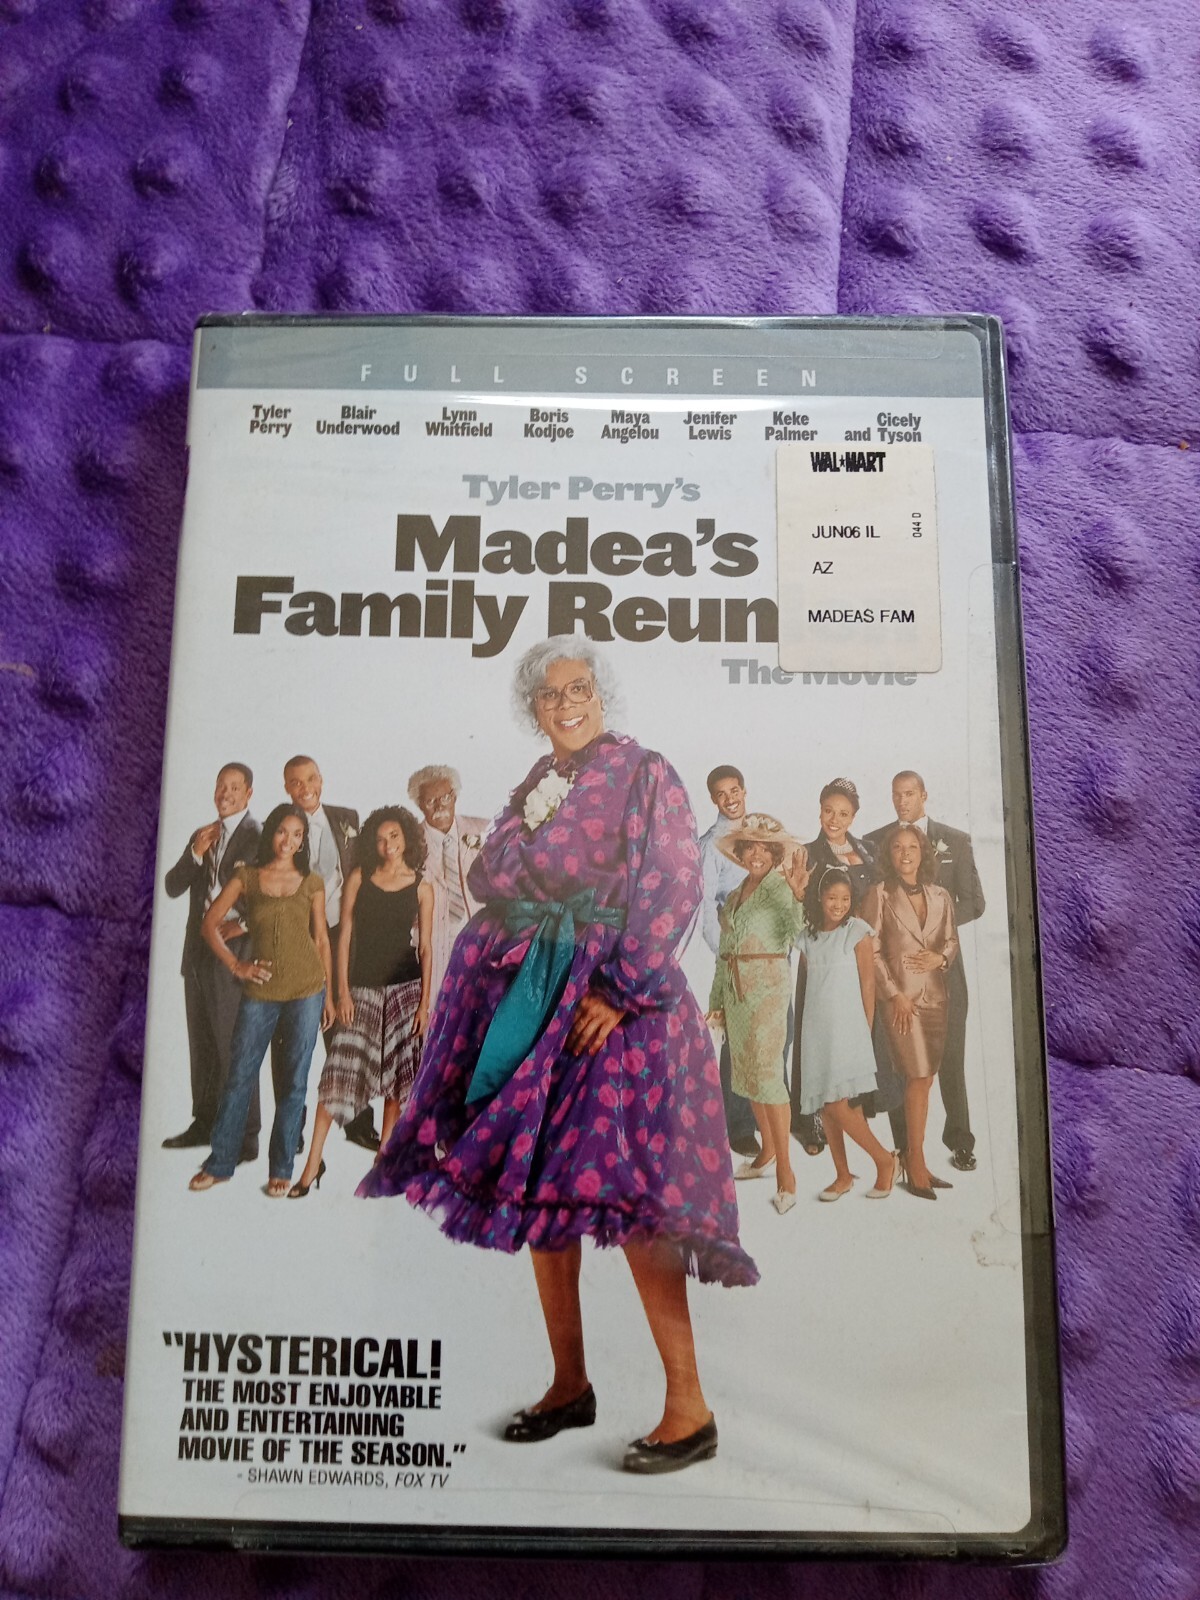 FULL SCREEN
Tyler Perry Blair Underwood Lynn Whitfield Boris Kodjoe Maya Angelou Jenifer Lewis Keke Palmer and Cicely Tyson
WAL★MART
JUN06 IL
044 D
AZ
MADEAS FAM
Tyler Perry's
Madea's
Family Reun
The Movie
"HYSTERICAL!
THE MOST ENJOYABLE
AND ENTERTAINING
MOVIE OF THE SEASON."
- SHAWN EDWARDS, FOX TV